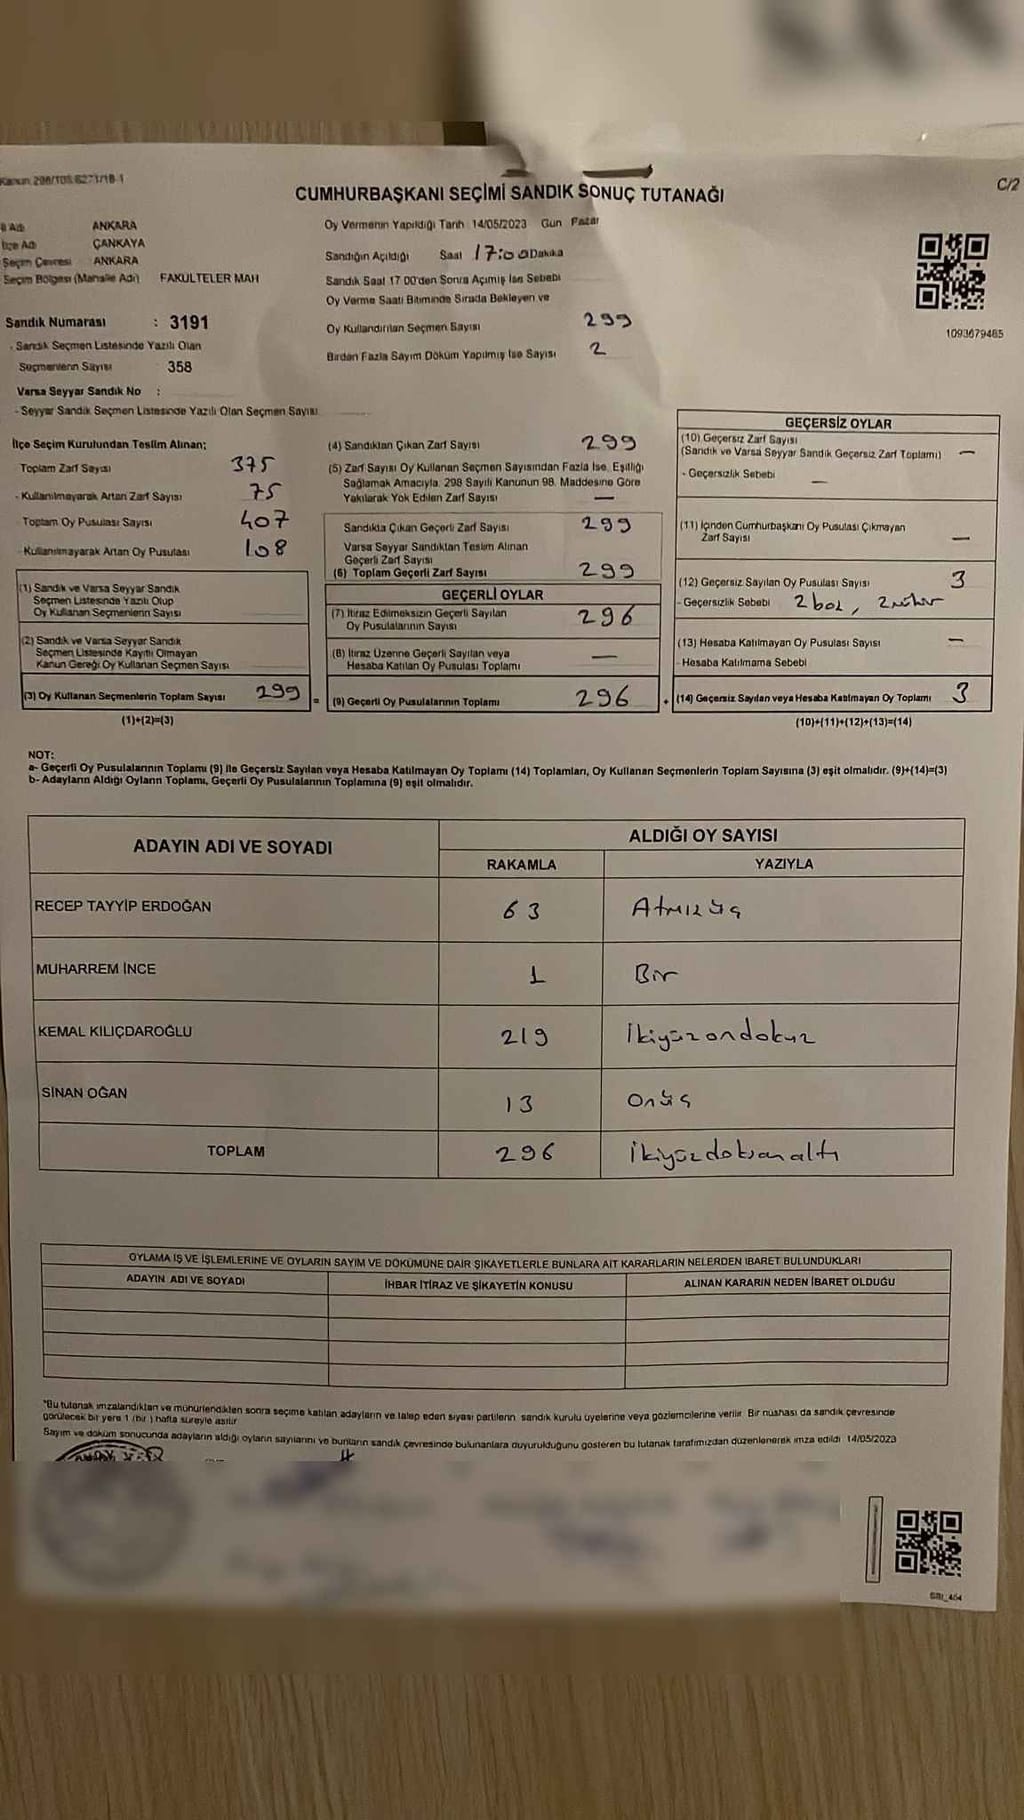 Kanun: 298/105 6271/18-1
C/2
CUMHURBAŞKANI SEÇİMİ SANDIK SONUÇ TUTANAĞI
İl Adı ANKARA
İlçe Adı ÇANKAYA
Seçim Çevresi ANKARA
Seçim Bölgesi (Mahalle Adı) FAKÜLTELER MAH
Oy Vermenin Yapıldığı Tarih 14/05/2023 Gün Pazar
Sandığın Açıldığı Saat 17:00 Dakika
Sandık Saat 17 00'den Sonra Açımış İse Sebebi
Oy Verme Saati Bitiminde Sırada Bekleyen ve
Oy Kullandırılan Seçmen Sayısı 299
Birden Fazla Sayım Döküm Yapılmış İse Sayısı 2
1093679465
Sandık Numarası : 3191
- Sandık Seçmen Listesinde Yazılı Olan
Seçmenlerin Sayısı 358
Varsa Seyyar Sandık No :
- Seyyar Sandık Seçmen Listesinde Yazılı Olan Seçmen Sayısı
İlçe Seçim Kurulundan Teslim Alınan;
Toplam Zarf Sayısı 375
- Kullanılmayarak Artan Zarf Sayısı 75
- Toplam Oy Pusulası Sayısı 407
- Kullanılmayarak Artan Oy Pusulası 108
(1) Sandık ve Varsa Seyyar Sandık
Seçmen Listesinde Yazılı Olup
Oy Kullanan Seçmenlerin Sayısı
(2) Sandık ve Varsa Seyyar Sandık
Seçmen Listesinde Kayıtlı Olmayan
Kanun Gereği Oy Kullanan Seçmen Sayısı
(3) Oy Kullanan Seçmenlerin Toplam Sayısı 299
(1)+(2)=(3)
(4) Sandıktan Çıkan Zarf Sayısı 299
(5) Zarf Sayısı Oy Kullanan Seçmen Sayısından Fazla İse, Eşitliği
Sağlamak Amacıyla, 298 Sayılı Kanunun 98. Maddesine Göre
Yakılarak Yok Edilen Zarf Sayısı —
Sandıkta Çıkan Geçerli Zarf Sayısı 299
Varsa Seyyar Sandıktan Teslim Alınan
Geçerli Zarf Sayısı
(6) Toplam Geçerli Zarf Sayısı 299
GEÇERLİ OYLAR
(7) İtiraz Edilmeksizin Geçerli Sayılan
Oy Pusulalarının Sayısı 296
(8) İtiraz Üzerine Geçerli Sayılan veya
Hesaba Katılan Oy Pusulası Toplamı —
= (9) Geçerli Oy Pusulalarının Toplamı 296
GEÇERSİZ OYLAR
(10) Geçersiz Zarf Sayısı
(Sandık ve Varsa Seyyar Sandık Geçersiz Zarf Toplamı) —
- Geçersizlik Sebebi —
(11) İçinden Cumhurbaşkanı Oy Pusulası Çıkmayan
Zarf Sayısı —
(12) Geçersiz Sayılan Oy Pusulası Sayısı 3
- Geçersizlik Sebebi 2 boş, 2 mühür
(13) Hesaba Katılmayan Oy Pusulası Sayısı —
- Hesaba Katılmama Sebebi
+ (14) Geçersiz Sayılan veya Hesaba Katılmayan Oy Toplamı 3
(10)+(11)+(12)+(13)=(14)
NOT:
a- Geçerli Oy Pusulalarının Toplamı (9) ile Geçersiz Sayılan veya Hesaba Katılmayan Oy Toplamı (14) Toplamları, Oy Kullanan Seçmenlerin Toplam Sayısına (3) eşit olmalıdır. (9)+(14)=(3)
b- Adayların Aldığı Oyların Toplamı, Geçerli Oy Pusulalarının Toplamına (9) eşit olmalıdır.
ADAYIN ADI VE SOYADI ALDIĞI OY SAYISI
RAKAMLA YAZIYLA
RECEP TAYYİP ERDOĞAN 63 Atmızüç
MUHARREM İNCE 1 Bir
KEMAL KILIÇDAROĞLU 219 İkiyüzondokuz
SİNAN OĞAN 13 Onüç
TOPLAM 296 İkiyüzdoksanaltı
OYLAMA İŞ VE İŞLEMLERİNE VE OYLARIN SAYIM VE DÖKÜMÜNE DAİR ŞİKAYETLERLE BUNLARA AİT KARARLARIN NELERDEN İBARET BULUNDUKLARI
ADAYIN ADI VE SOYADI İHBAR İTİRAZ VE ŞİKAYETİN KONUSU ALINAN KARARIN NEDEN İBARET OLDUĞU
"Bu tutanak imzalandıktan ve mühürlendikten sonra seçime katılan adayların ve talep eden siyasi partilerin sandık kurulu üyelerine veya gözlemcilerine verilir. Bir nüshası da sandık çevresinde
görülecek bir yere 1 (bir) hafta süreyle asılır
Sayım ve döküm sonucunda adayların aldığı oyların sayılarını ve bunların sandık çevresinde bulunanlara duyurulduğunu gösteren bu tutanak tarafımızdan düzenlenerek imza edildi 14/05/2023